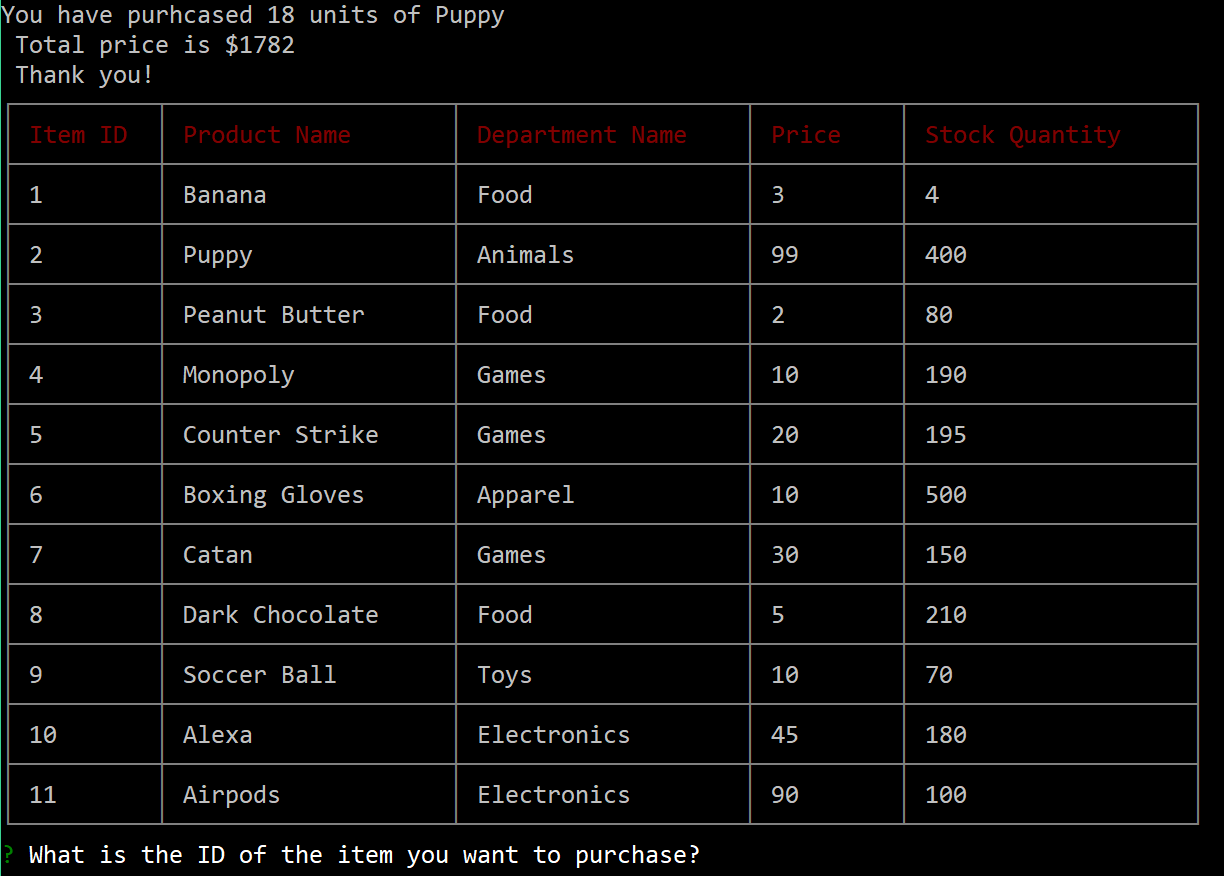 You have purhcased 18 units of Puppy
Total price is $1782
Thank you!
Item ID Product Name Department Name Price Stock Quantity
1 Banana Food 3 4
2 Puppy Animals 99 400
3 Peanut Butter Food 2 80
4 Monopoly Games 10 190
5 Counter Strike Games 20 195
6 Boxing Gloves Apparel 10 500
7 Catan Games 30 150
8 Dark Chocolate Food 5 210
9 Soccer Ball Toys 10 70
10 Alexa Electronics 45 180
11 Airpods Electronics 90 100
? What is the ID of the item you want to purchase?